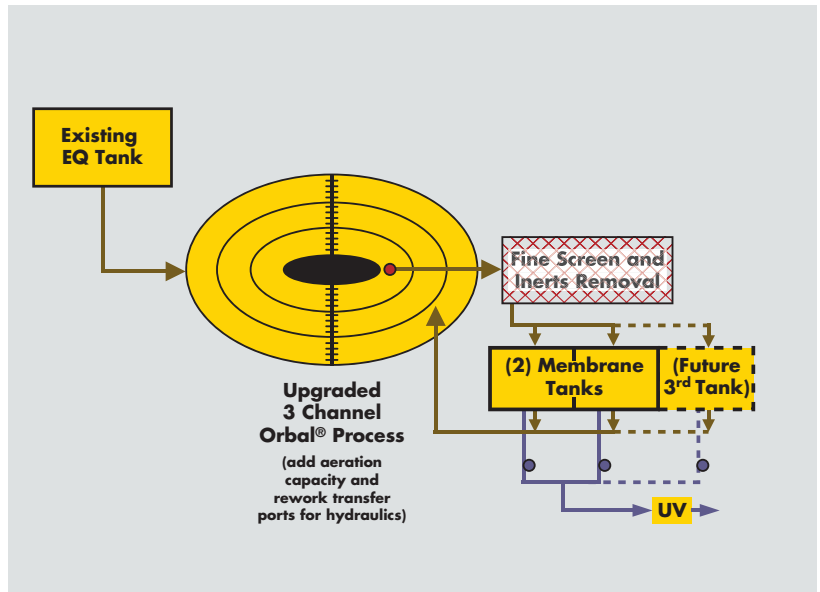 Existing
EQ Tank
Fine Screen and
Inerts Removal
(2) Membrane
Tanks
(Future
3rd Tank)
Upgraded
3 Channel
Orbal® Process
(add aeration
capacity and
rework transfer
ports for hydraulics)
UV